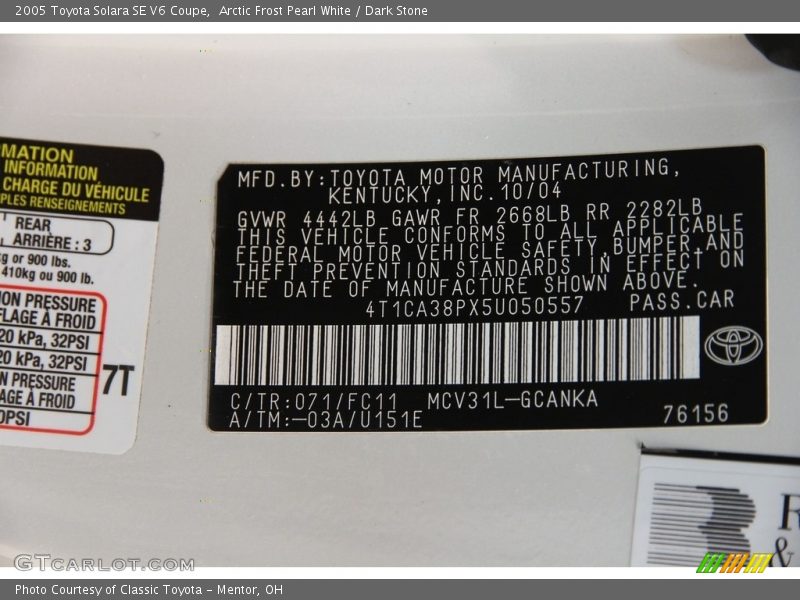 2005 Toyota Solara SE V6 Coupe, Arctic Frost Pearl White / Dark Stone
MATION
INFORMATION
CHARGE DU VÉHICULE
PLES RENSEIGNEMENTS
REAR
ARRIÈRE : 3
kg or 900 lbs.
410kg ou 900 lb.
ION PRESSURE
FLAGE À FROID
20 kPa, 32PSI
20 kPa, 32PSI
N PRESSURE
AGE À FROID
0PSI
7T
MFD.BY:TOYOTA MOTOR MANUFACTURING,
KENTUCKY,INC.10/04
GVWR 4442LB GAWR FR 2668LB RR 2282LB
THIS VEHICLE CONFORMS TO ALL APPLICABLE
FEDERAL MOTOR VEHICLE SAFETY,BUMPER,AND
THEFT PREVENTION STANDARDS IN EFFECT ON
THE DATE OF MANUFACTURE SHOWN ABOVE.
4T1CA38PX5U050557 PASS.CAR
C/TR:071/FC11 MCV31L-GCANKA
A/TM:-03A/U151E
76156
R
&
GTCARLOT.COM
Photo Courtesy of Classic Toyota - Mentor, OH